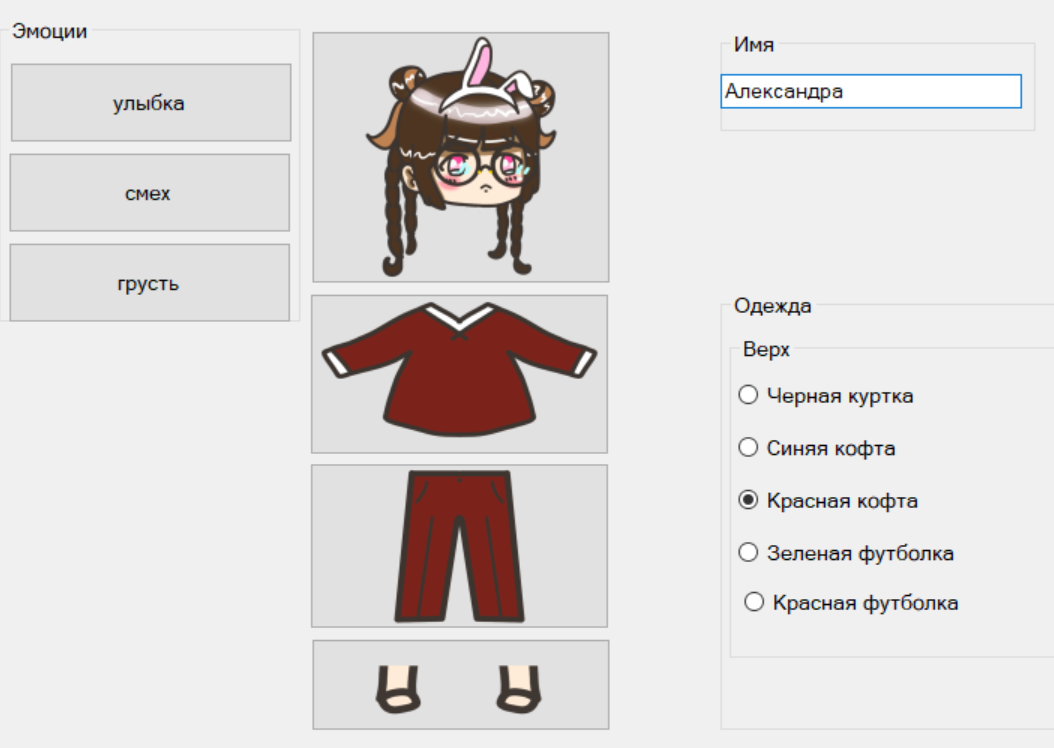 Эмоции
улыбка
смех
грусть
Имя
Александра
Одежда
Верх
Черная куртка
Синяя кофта
Красная кофта
Зеленая футболка
Красная футболка